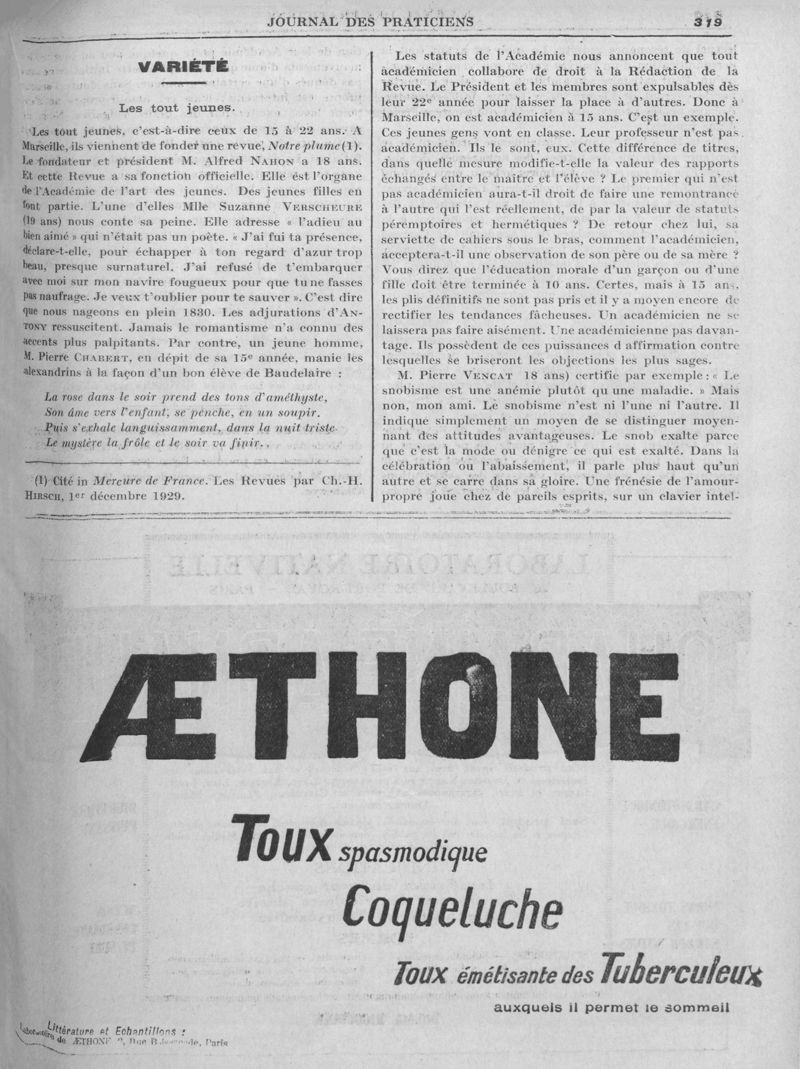 JOURNAL DES PRATICIENS 379
VARIÉTÉ
Les tout jeunes.
Les tout jeunes, c'est-à-dire ceux de 15 à 22 ans. A
Marseille, ils viennent de fonder une revue, Notre plume (1).
Le fondateur et président M. Alfred NAHON a 18 ans.
Et cette Revue a sa fonction officielle. Elle est l'organe
de l'Académie de l'art des jeunes. Des jeunes filles en
font partie. L'une d'elles Mlle Suzanne VERSCHEURE
(19 ans) nous conte sa peine. Elle adresse « l'adieu au
bien aimé » qui n'était pas un poète. « J'ai fui ta présence,
déclare-t-elle, pour échapper à ton regard d'azur trop
beau, presque surnaturel. J'ai refusé de t'embarquer
avec moi sur mon navire fougueux pour que tu ne fasses
pas naufrage. Je veux t'oublier pour te sauver ». C'est dire
que nous nageons en plein 1830. Les adjurations d'AN-
TONY ressuscitent. Jamais le romantisme n'a connu des
accents plus palpitants. Par contre, un jeune homme,
M. Pierre CHABERT, en dépit de sa 15e année, manie les
alexandrins à la façon d'un bon élève de Baudelaire :
La rose dans le soir prend des tons d'améthyste,
Son âme vers l'enfant, se penche, en un soupir.
Puis s'exhale languissamment, dans la nuit triste
Le mystère la frôle et le soir va finir..
(1) Cité in Mercure de France. Les Revues par Ch.-H.
HIRSCH, 1er décembre 1929.
Les statuts de l'Académie nous annoncent que tout
académicien collabore de droit à la Rédaction de la
Revue. Le Président et les membres sont expulsables dès
leur 22e année pour laisser la place à d'autres. Donc à
Marseille, on est académicien à 15 ans. C'est un exemple.
Ces jeunes gens vont en classe. Leur professeur n'est pas
académicien. Ils le sont, eux. Cette différence de titres,
dans quelle mesure modifie-t-elle la valeur des rapports
échangés entre le maître et l'élève ? Le premier qui n'est
pas académicien aura-t-il droit de faire une remontrance
à l'autre qui l'est réellement, de par la valeur de statuts
péremptoires et hermétiques ? De retour chez lui, sa
serviette de cahiers sous le bras, comment l'académicien,
acceptera-t-il une observation de son père ou de sa mère ?
Vous direz que l'éducation morale d'un garçon ou d'une
fille doit être terminée à 10 ans. Certes, mais à 15 ans,
les plis définitifs ne sont pas pris et il y a moyen encore de
rectifier les tendances fâcheuses. Un académicien ne se
laissera pas faire aisément. Une académicienne pas davan-
tage. Ils possèdent de ces puissances d affirmation contre
lesquelles se briseront les objections les plus sages.
M. Pierre VENCAT 18 ans) certifie par exemple : « Le
snobisme est une anémie plutôt qu'une maladie. » Mais
non, mon ami. Le snobisme n'est ni l'une ni l'autre. Il
indique simplement un moyen de se distinguer moyen-
nant des attitudes avantageuses. Le snob exalte parce
que c'est la mode ou dénigre ce qui est exalté. Dans la
célébration ou l'abaissement, il parle plus haut qu'un
autre et se carre dans sa gloire. Une frénésie de l'amour-
propre joue chez de pareils esprits, sur un clavier intel-
ÆTHONE
Toux spasmodique
Coqueluche
Toux émétisante des Tuberculeux
auxquels il permet le sommeil
Littérature et Echantillons :
de ÆTHONE Rue Paris